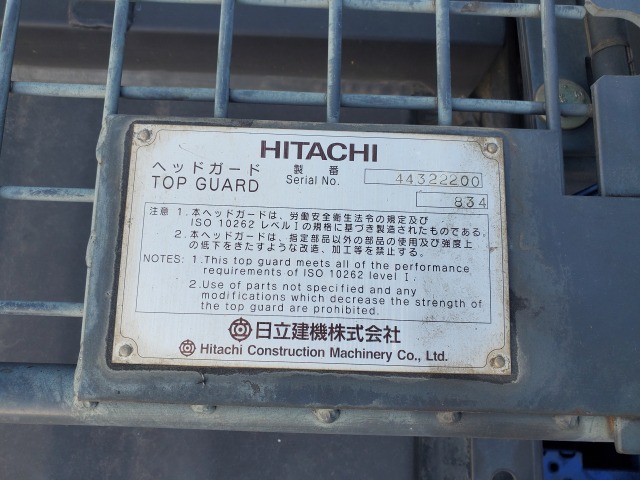 HITACHI
ヘッドガード 製番 44322200
TOP GUARD Serial No. 834
注意 1.本ヘッドガードは、労働安全衛生法令の規定及び
ISO 10262 レベルⅠの規格に基づき製造されたものである。
2.本ヘッドガードは、指定部品以外の部品の使用及び強度上
の低下をきたすような改造、加工等を禁止する。
NOTES: 1.This top guard meets all of the performance
requirements of ISO 10262 level Ⅰ.
2.Use of parts not specified and any
modifications which decrease the strength of
the top guard are prohibited.
日立建機株式会社
Hitachi Construction Machinery Co., Ltd.